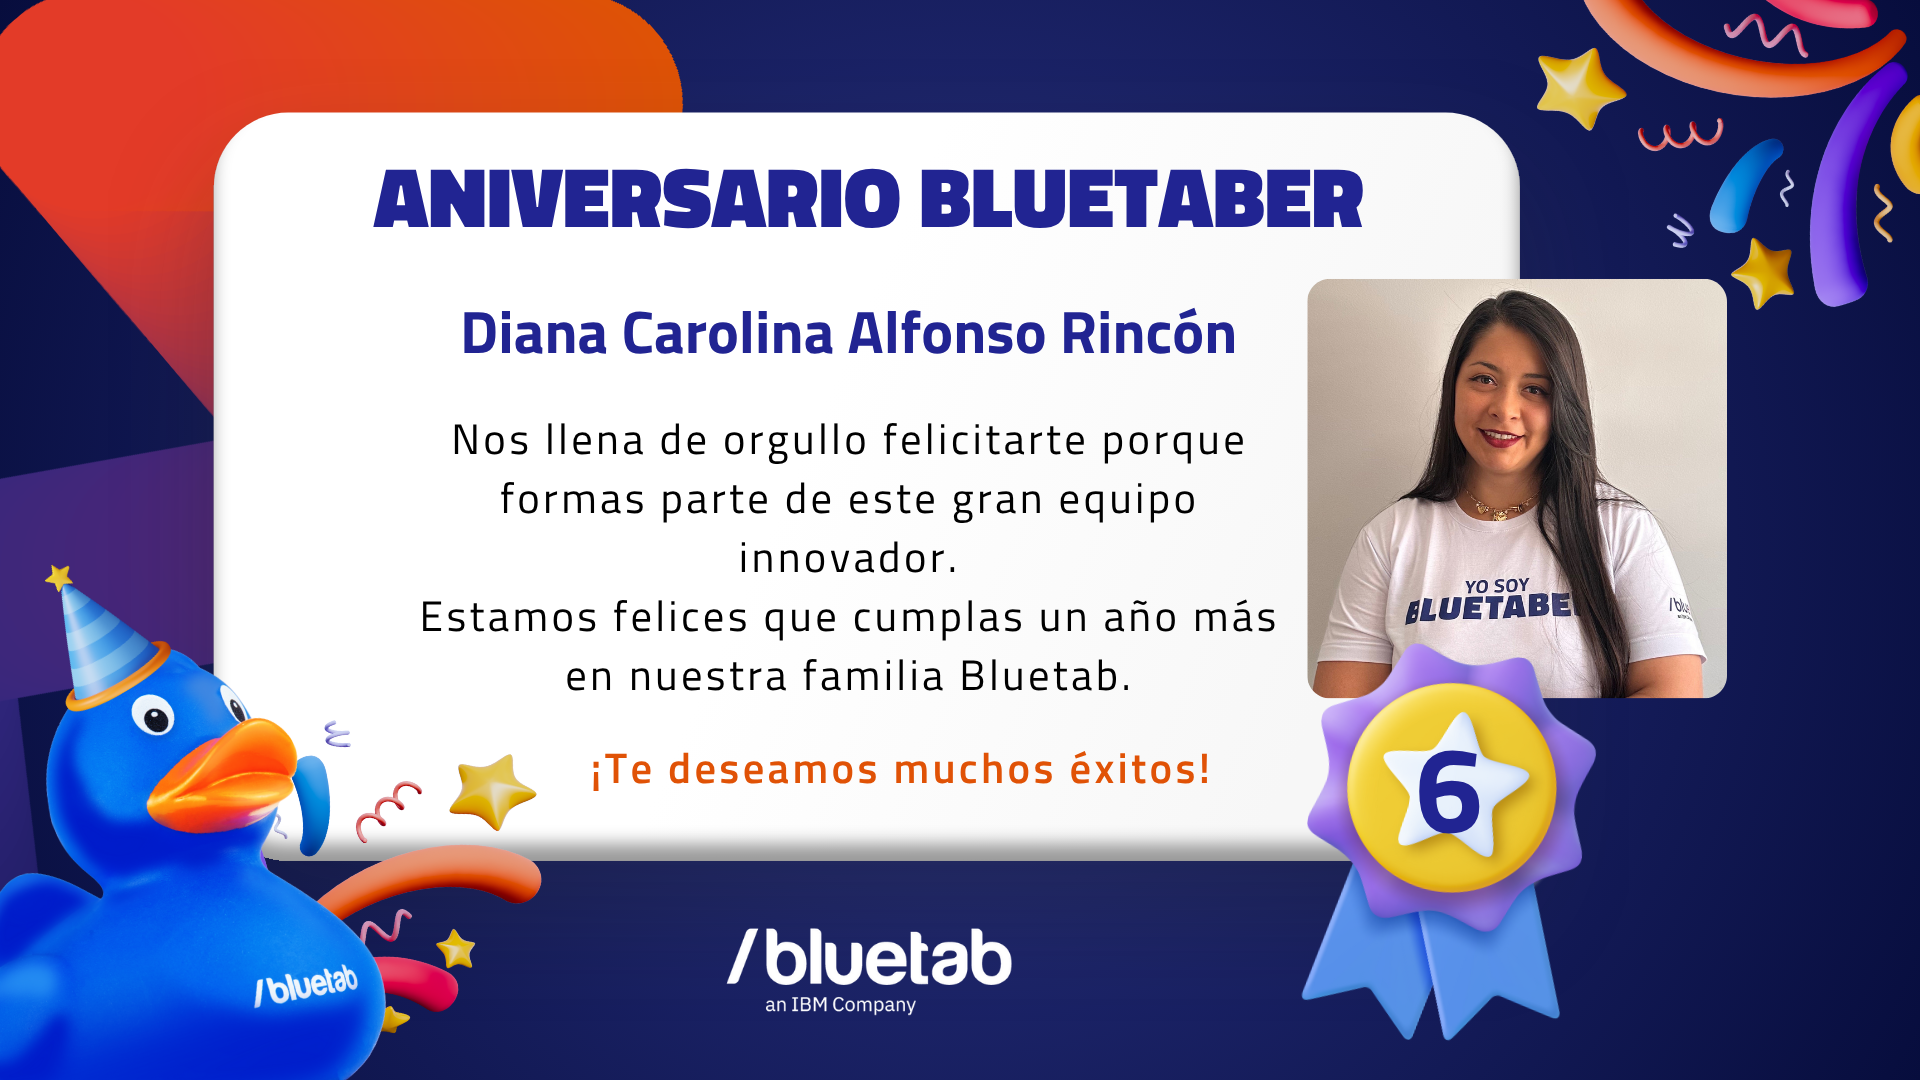 ANIVERSARIO BLUETABER
Diana Carolina Alfonso Rincón
Nos llena de orgullo felicitarte porque
formas parte de este gran equipo
innovador.
Estamos felices que cumplas un año más
en nuestra familia Bluetab.
¡Te deseamos muchos éxitos!
YO SOY
BLUETABE
6
/bluetab
/bluetab
an IBM Company